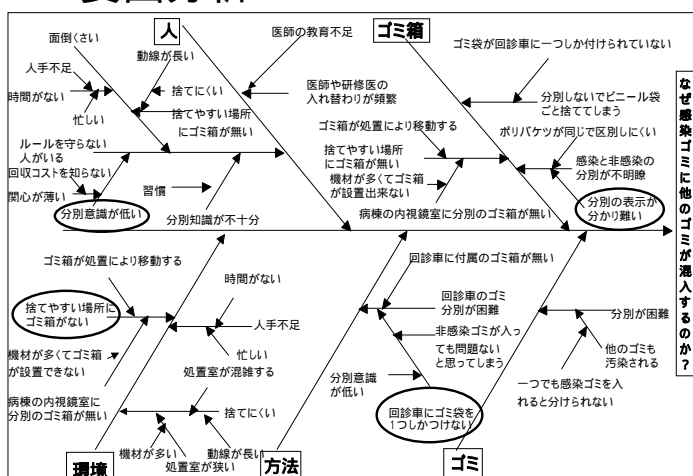 人
ゴミ箱
面倒くさい
人手不足
時間がない
忙しい
動線が長い
捨てにくい
捨てやすい場所
にゴミ箱が無い
医師の教育不足
医師や研修医の
入れ替わりが頻繁
ルールを守らない
人がいる
回収コストを知らない
関心が薄い
分別意識が低い
習慣
分別知識が不十分
ゴミ袋が回診車に一つしか付けられていない
分別しないでビニール袋
ごと捨ててしまう
ポリバケツが同じで区別しにくい
ゴミ箱が処置により移動する
捨てやすい場所
にゴミ箱が無い
機材が多くてゴミ箱
が設置出来ない
病棟の内視鏡室に分別のゴミ箱が無い
感染と非感染の
分別が不明瞭
分別の表示が
分かり難い
なぜ感染ゴミに他のゴミが混入するのか？
ゴミ箱が処置により移動する
捨てやすい場所に
ゴミ箱がない
機材が多くてゴミ箱
が設置できない
病棟の内視鏡室に
分別のゴミ箱が無い
時間がない
人手不足
忙しい
処置室が混雑する
捨てにくい
機材が多い
処置室が狭い
動線が長い
環境
回診車に付属のゴミ箱が無い
回診車のゴミ
分別が困難
非感染ゴミが入っ
ても問題ない
と思ってしまう
分別意識
が低い
回診車にゴミ袋を
1つしかつけない
方法
分別が困難
他のゴミも
汚染される
一つでも感染ゴミを入
れると分けられない
ゴミ